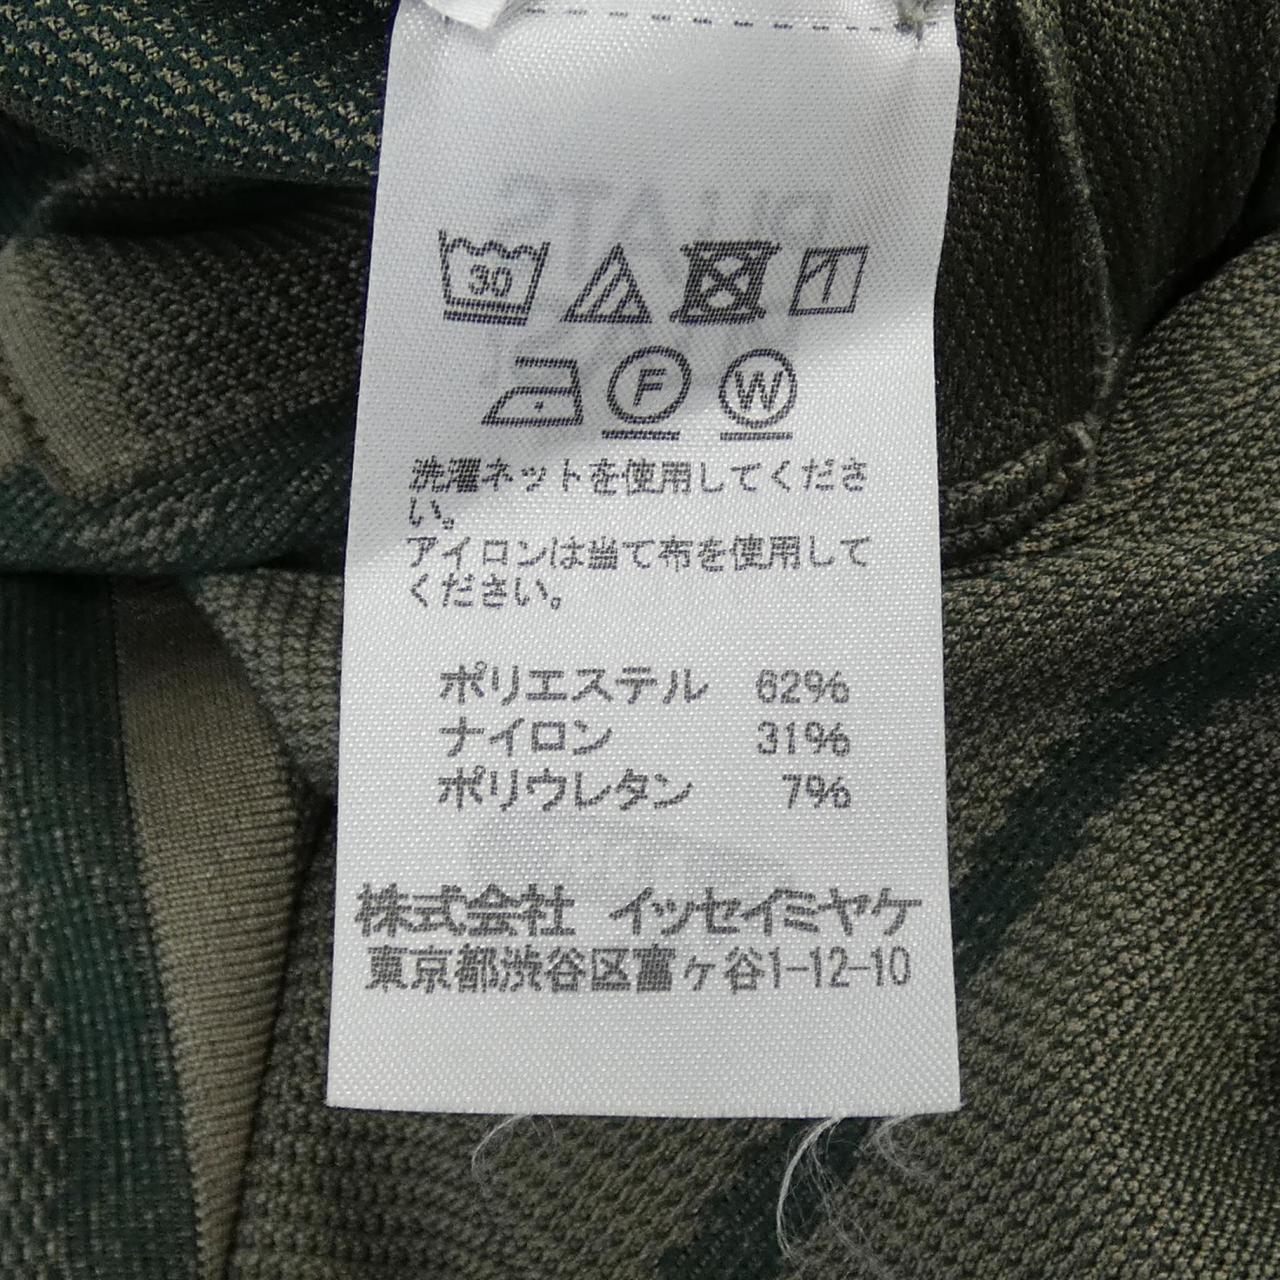 30
F W
洗濯ネットを使用してくださ
い。
アイロンは当て布を使用して
ください。
ポリエステル 62%
ナイロン 31%
ポリウレタン 7%
株式会社 イッセイミヤケ
東京都渋谷区富ヶ谷1-12-10